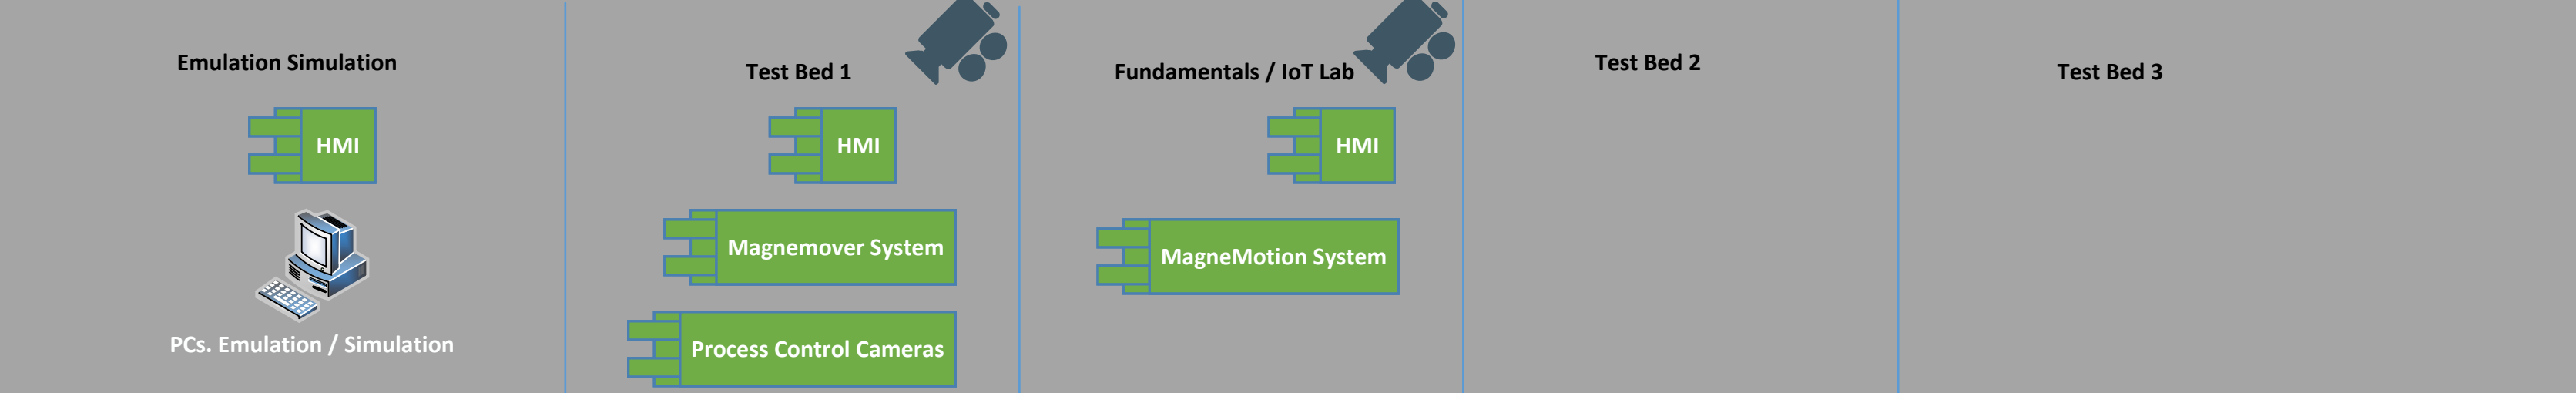 Emulation Simulation
Test Bed 1
Fundamentals / IoT Lab
Test Bed 2
Test Bed 3
HMI
HMI
HMI
Magnemover System
MagneMotion System
PCs. Emulation / Simulation
Process Control Cameras